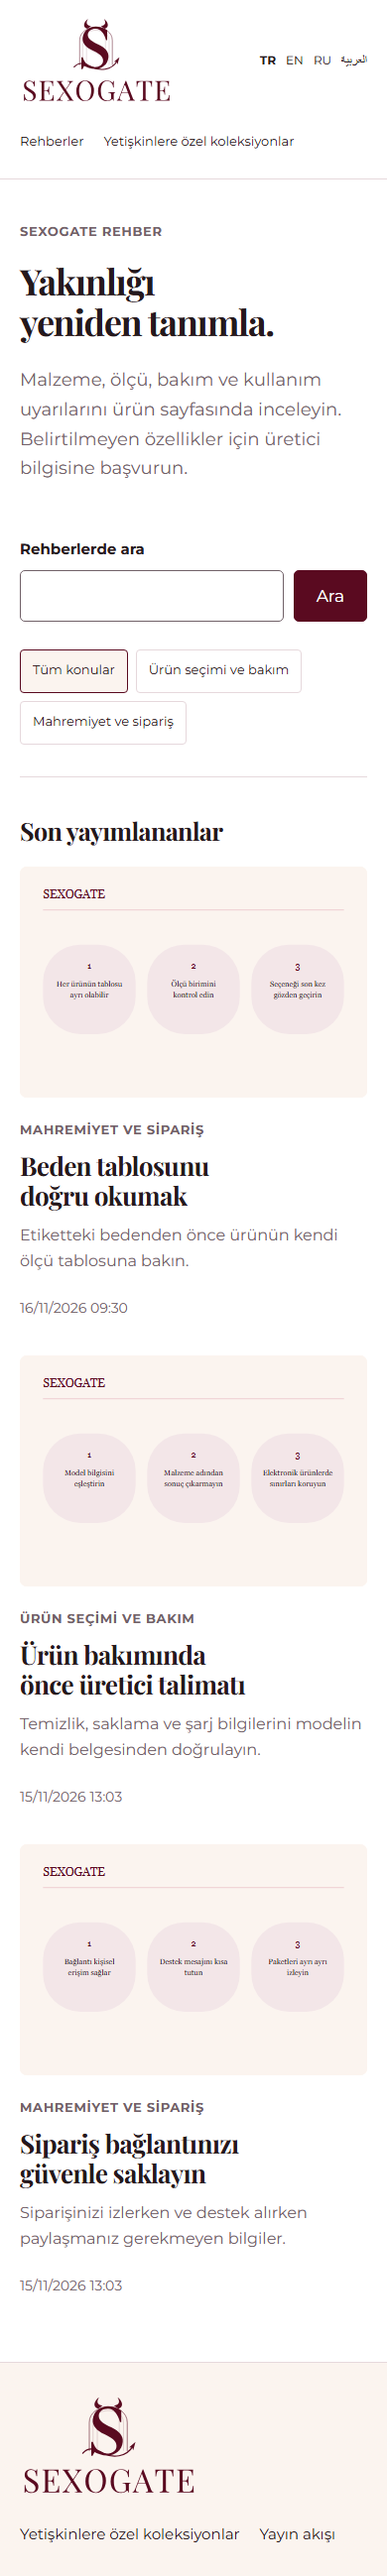 SEXOGATE
TR EN RU العربية
Rehberler Yetişkinlere özel koleksiyonlar
SEXOGATE REHBER
Yakınlığı
yeniden tanımla.
Malzeme, ölçü, bakım ve kullanım
uyarılarını ürün sayfasında inceleyin.
Belirtilmeyen özellikler için üretici
bilgisine başvurun.
Rehberlerde ara
Ara
Tüm konular Ürün seçimi ve bakım
Mahremiyet ve sipariş
Son yayımlananlar
SEXOGATE
1 2 3
Her ürünün tablosu Ölçü birimini Seçeneği son kez
ayrı olabilir kontrol edin gözden geçirin
MAHREMİYET VE SİPARİŞ
Beden tablosunu
doğru okumak
Etiketteki bedenden önce ürünün kendi
ölçü tablosuna bakın.
16/11/2026 09:30
SEXOGATE
1 2 3
Model bilgisini Malzeme adından Elektronik ürünlerde
eşleştirin sonuç çıkarmayın sınırları koruyun
ÜRÜN SEÇİMİ VE BAKIM
Ürün bakımında
önce üretici talimatı
Temizlik, saklama ve şarj bilgilerini modelin
kendi belgesinden doğrulayın.
15/11/2026 13:03
SEXOGATE
1 2 3
Bağlantı kişisel Destek mesajını kısa Paketleri ayrı ayrı
erişim sağlar tutun izleyin
MAHREMİYET VE SİPARİŞ
Sipariş bağlantınızı
güvenle saklayın
Siparişinizi izlerken ve destek alırken
paylaşmanız gerekmeyen bilgiler.
15/11/2026 13:03
SEXOGATE
Yetişkinlere özel koleksiyonlar Yayın akışı